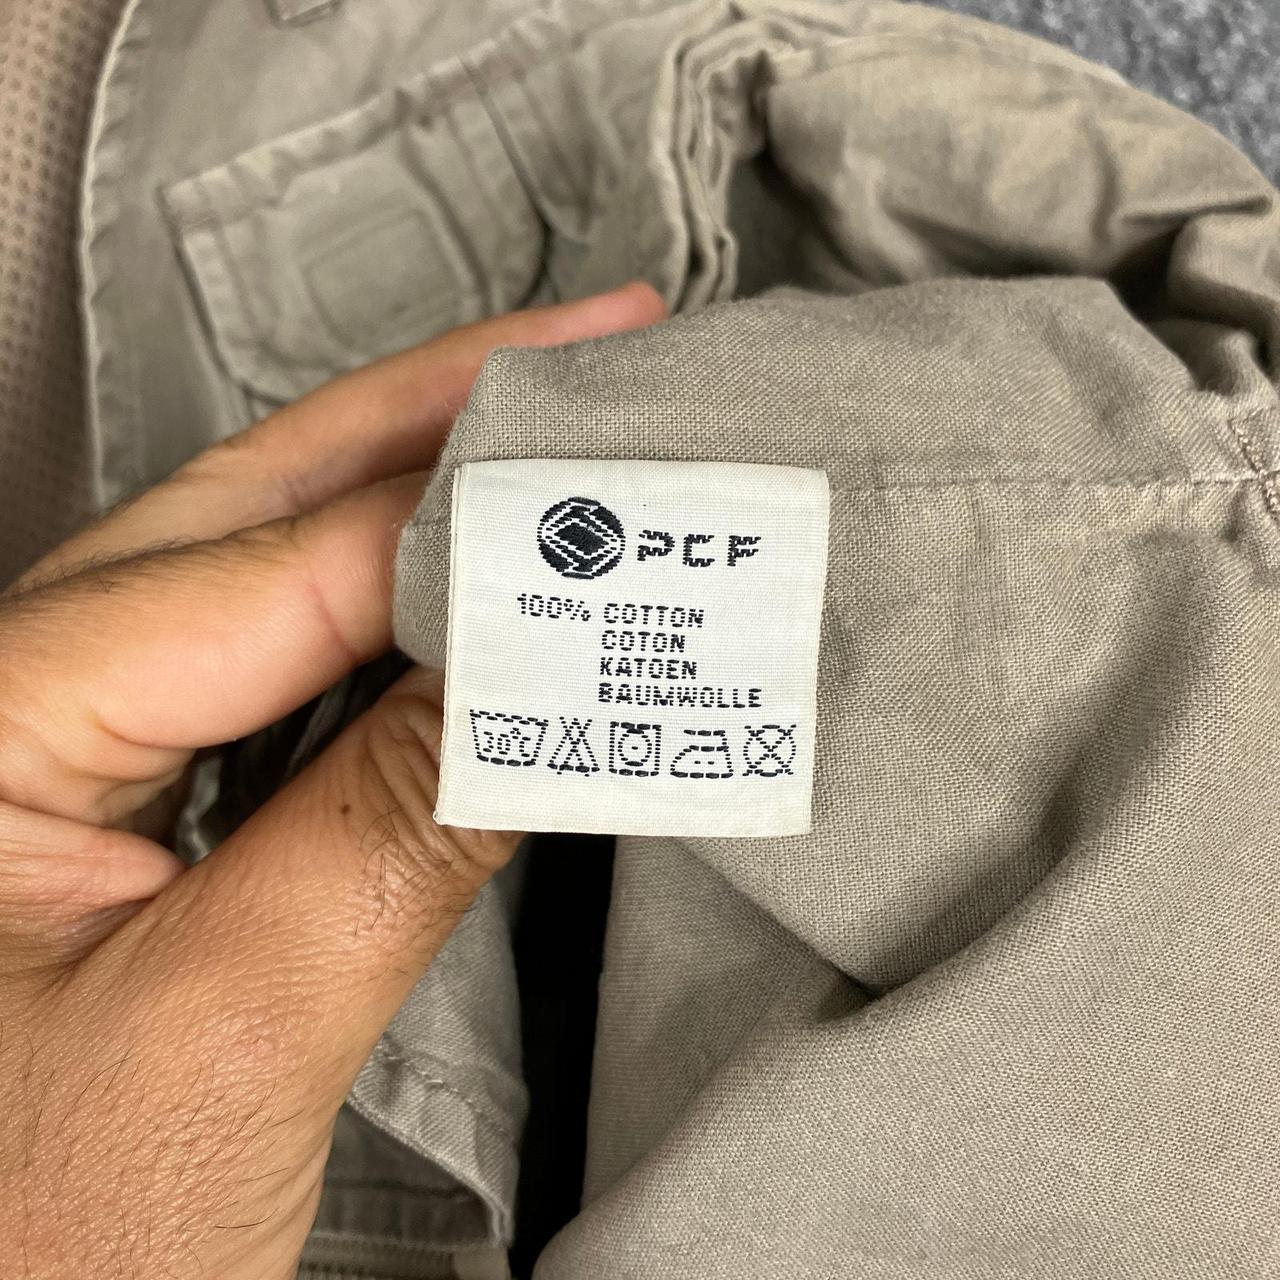 PCF
100% COTTON
COTON
KATOEN
BAUMWOLLE
30°C